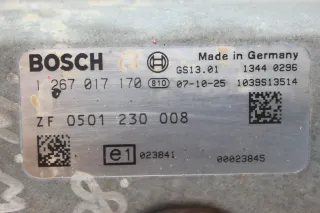 BOSCH Made in Germany
GS13.01 1344 0296
1 267 017 170 810 07-10-25 1039S13514
ZF 0501 230 008
e1 023841 00023845